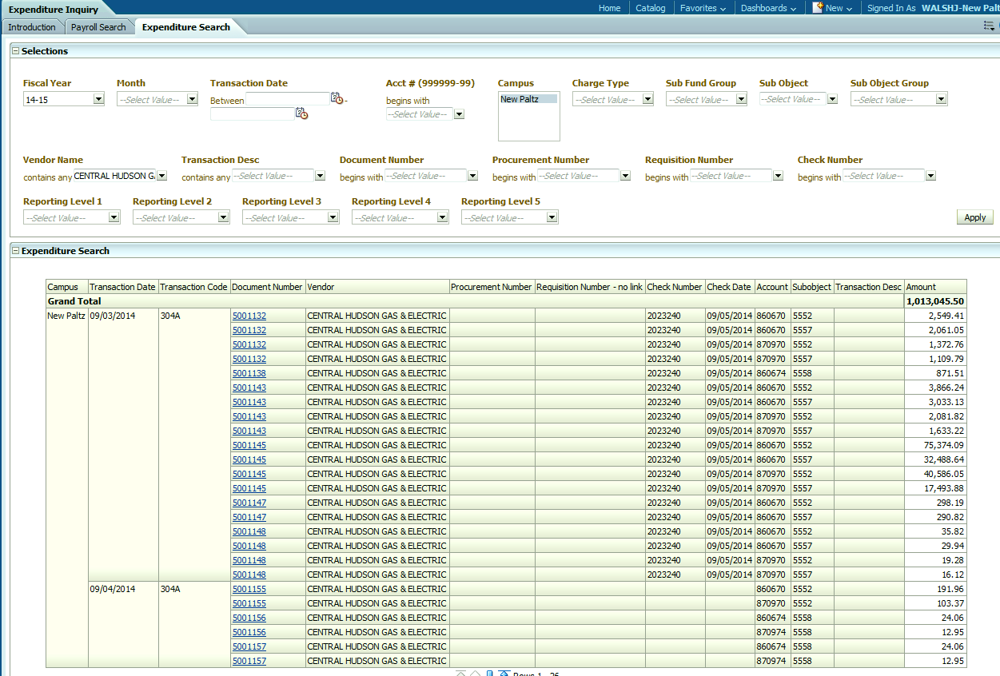 Expenditure Inquiry Home Catalog Favorites Dashboards New Signed In As WALSHJ-New Palt
Introduction Payroll Search Expenditure Search
Selections
Fiscal Year Month Transaction Date Acct # (999999-99) Campus Charge Type Sub Fund Group Sub Object Sub Object Group
14-15 --Select Value-- Between - begins with New Paltz --Select Value-- --Select Value-- --Select Value-- --Select Value--
--Select Value--
Vendor Name Transaction Desc Document Number Procurement Number Requisition Number Check Number
contains any CENTRAL HUDSON G contains any --Select Value-- begins with --Select Value-- begins with --Select Value-- begins with --Select Value-- begins with --Select Value--
Reporting Level 1 Reporting Level 2 Reporting Level 3 Reporting Level 4 Reporting Level 5
--Select Value-- --Select Value-- --Select Value-- --Select Value-- --Select Value-- Apply
Expenditure Search
Campus Transaction Date Transaction Code Document Number Vendor Procurement Number Requisition Number - no link Check Number Check Date Account Subobject Transaction Desc Amount
Grand Total 1,013,045.50
New Paltz 09/03/2014 304A 5001132 CENTRAL HUDSON GAS & ELECTRIC 2023240 09/05/2014 860670 5552 2,549.41
5001132 CENTRAL HUDSON GAS & ELECTRIC 2023240 09/05/2014 860670 5557 2,061.05
5001132 CENTRAL HUDSON GAS & ELECTRIC 2023240 09/05/2014 870970 5552 1,372.76
5001132 CENTRAL HUDSON GAS & ELECTRIC 2023240 09/05/2014 870970 5557 1,109.79
5001138 CENTRAL HUDSON GAS & ELECTRIC 2023240 09/05/2014 860674 5558 871.51
5001143 CENTRAL HUDSON GAS & ELECTRIC 2023240 09/05/2014 860670 5552 3,866.24
5001143 CENTRAL HUDSON GAS & ELECTRIC 2023240 09/05/2014 860670 5557 3,033.13
5001143 CENTRAL HUDSON GAS & ELECTRIC 2023240 09/05/2014 870970 5552 2,081.82
5001143 CENTRAL HUDSON GAS & ELECTRIC 2023240 09/05/2014 870970 5557 1,633.22
5001145 CENTRAL HUDSON GAS & ELECTRIC 2023240 09/05/2014 860670 5552 75,374.09
5001145 CENTRAL HUDSON GAS & ELECTRIC 2023240 09/05/2014 860670 5557 32,488.64
5001145 CENTRAL HUDSON GAS & ELECTRIC 2023240 09/05/2014 870970 5552 40,586.05
5001145 CENTRAL HUDSON GAS & ELECTRIC 2023240 09/05/2014 870970 5557 17,493.88
5001147 CENTRAL HUDSON GAS & ELECTRIC 2023240 09/05/2014 860670 5552 298.19
5001147 CENTRAL HUDSON GAS & ELECTRIC 2023240 09/05/2014 860670 5557 290.82
5001148 CENTRAL HUDSON GAS & ELECTRIC 2023240 09/05/2014 860670 5552 35.82
5001148 CENTRAL HUDSON GAS & ELECTRIC 2023240 09/05/2014 860670 5557 29.94
5001148 CENTRAL HUDSON GAS & ELECTRIC 2023240 09/05/2014 870970 5552 19.28
5001148 CENTRAL HUDSON GAS & ELECTRIC 2023240 09/05/2014 870970 5557 16.12
09/04/2014 304A 5001155 CENTRAL HUDSON GAS & ELECTRIC 860670 5552 191.96
5001155 CENTRAL HUDSON GAS & ELECTRIC 870970 5552 103.37
5001156 CENTRAL HUDSON GAS & ELECTRIC 860674 5558 24.06
5001156 CENTRAL HUDSON GAS & ELECTRIC 870974 5558 12.95
5001157 CENTRAL HUDSON GAS & ELECTRIC 860674 5558 24.06
5001157 CENTRAL HUDSON GAS & ELECTRIC 870974 5558 12.95
Rows 1 - 26